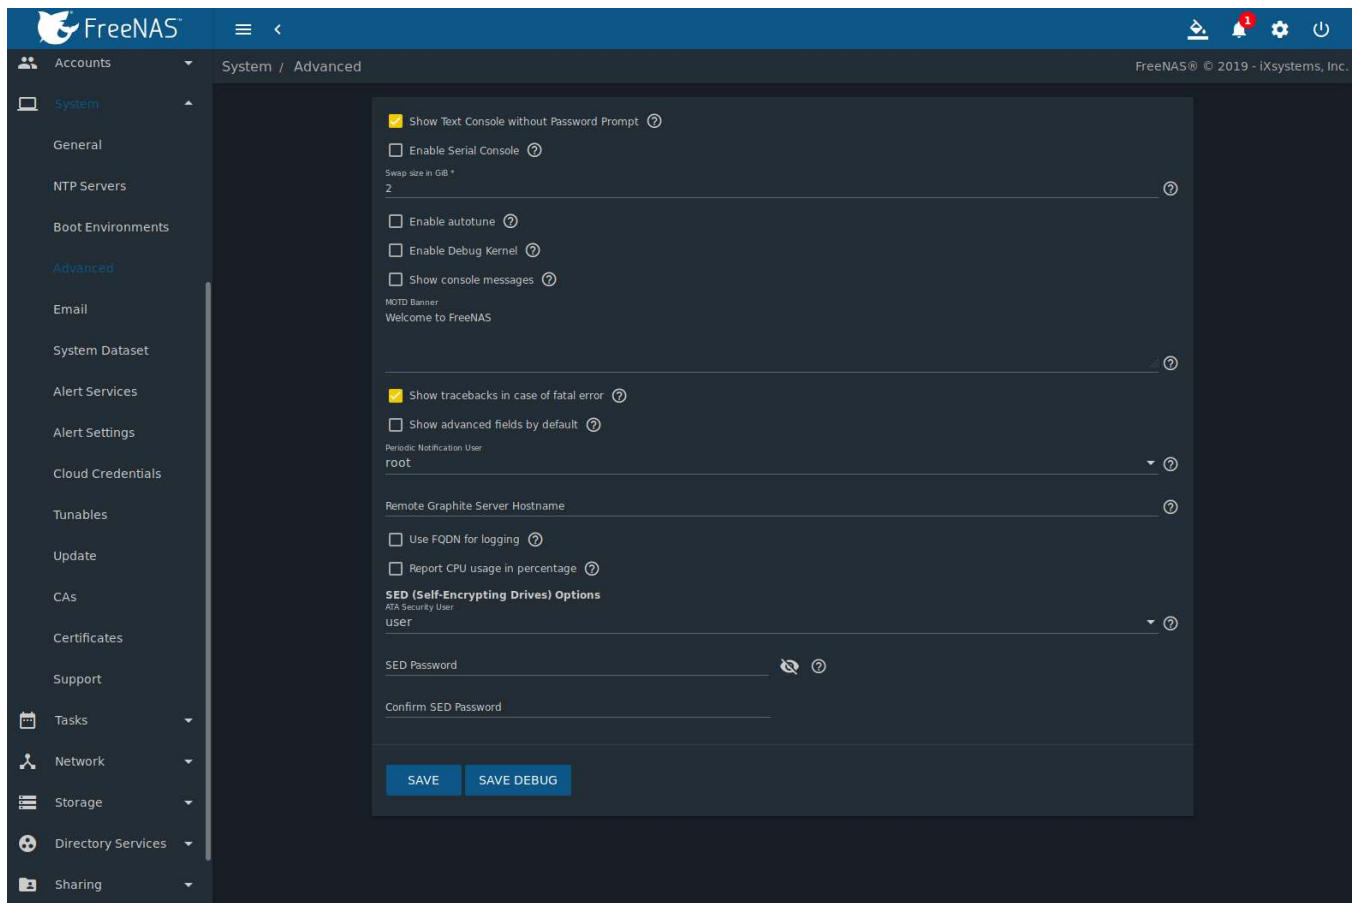 FreeNAS™
1
Accounts
System / Advanced
FreeNAS® © 2019 - iXsystems, Inc.
System
General
NTP Servers
Boot Environments
Advanced
Email
System Dataset
Alert Services
Alert Settings
Cloud Credentials
Tunables
Update
CAs
Certificates
Support
Tasks
Network
Storage
Directory Services
Sharing
Show Text Console without Password Prompt
Enable Serial Console
Swap size in GiB *
2
Enable autotune
Enable Debug Kernel
Show console messages
MOTD Banner
Welcome to FreeNAS
Show tracebacks in case of fatal error
Show advanced fields by default
Periodic Notification User
root
Remote Graphite Server Hostname
Use FQDN for logging
Report CPU usage in percentage
SED (Self-Encrypting Drives) Options
ATA Security User
user
SED Password
Confirm SED Password
SAVE SAVE DEBUG